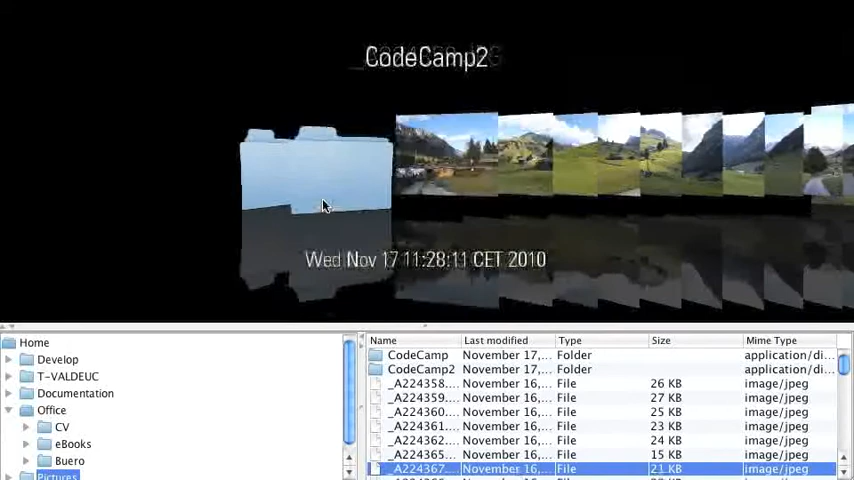 CodeCamp2
Wed Nov 17 11:28:11 CET 2010
Home
Develop
T-VALDEUC
Documentation
Office
CV
eBooks
Buero
Pictures
Name Last modified Type Size Mime Type
CodeCamp November 17,... Folder application/di...
CodeCamp2 November 17,... Folder application/di...
_A224358.... November 16,... File 26 KB image/jpeg
_A224359.... November 16,... File 27 KB image/jpeg
_A224360.... November 16,... File 25 KB image/jpeg
_A224361.... November 16,... File 23 KB image/jpeg
_A224362.... November 16,... File 24 KB image/jpeg
_A224365.... November 16,... File 15 KB image/jpeg
_A224367.... November 16,... File 21 KB image/jpeg